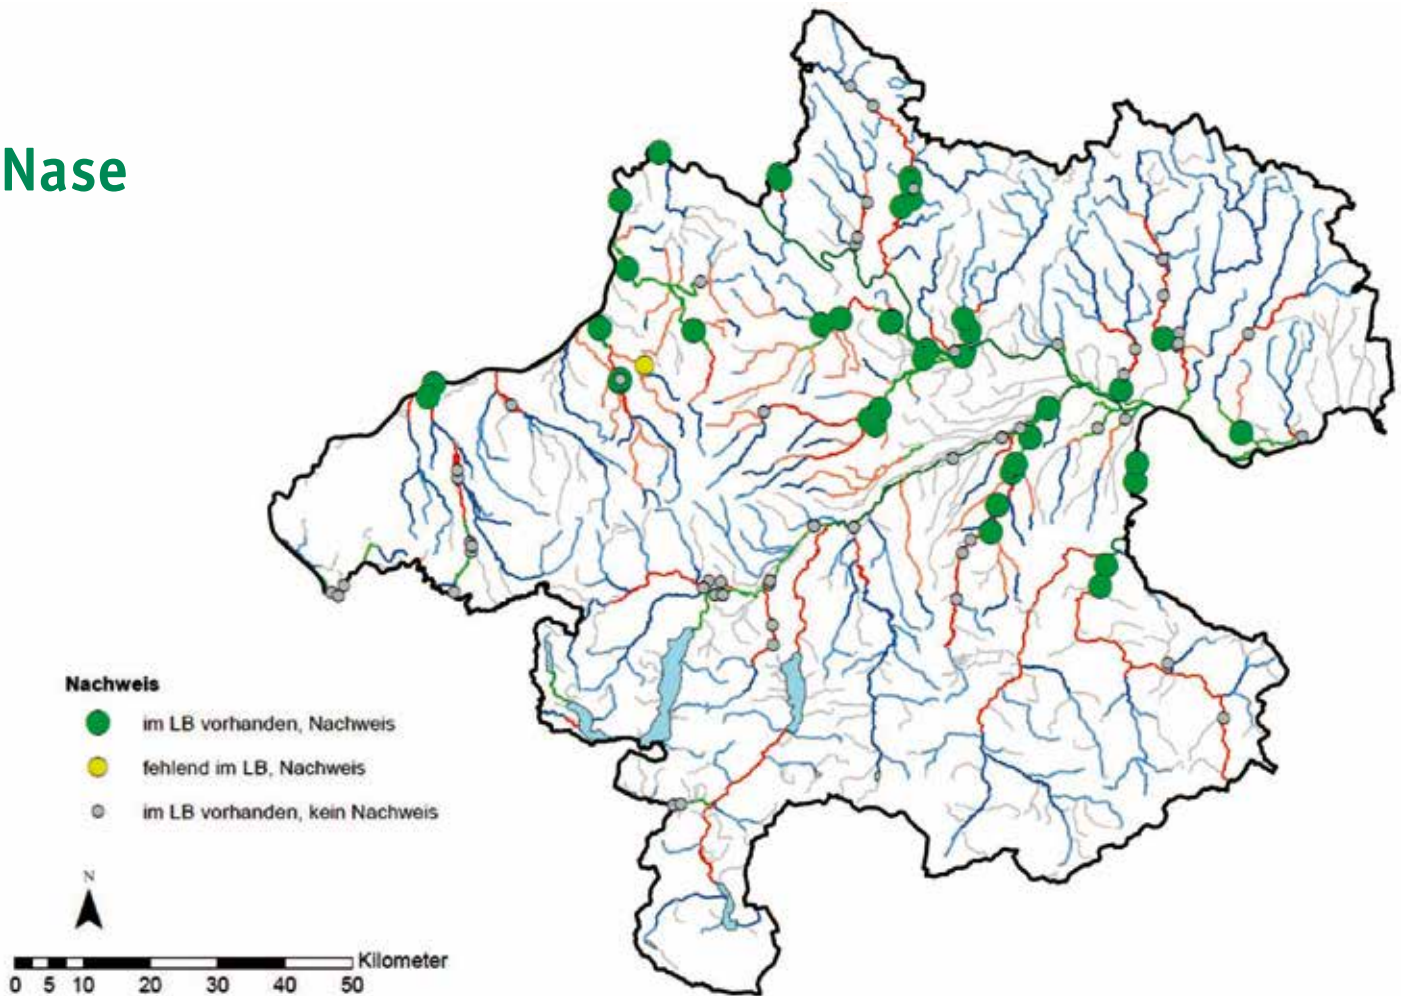 Nase
Nachweis
im LB vorhanden, Nachweis
fehlend im LB, Nachweis
im LB vorhanden, kein Nachweis
N
Kilometer
0 5 10 20 30 40 50